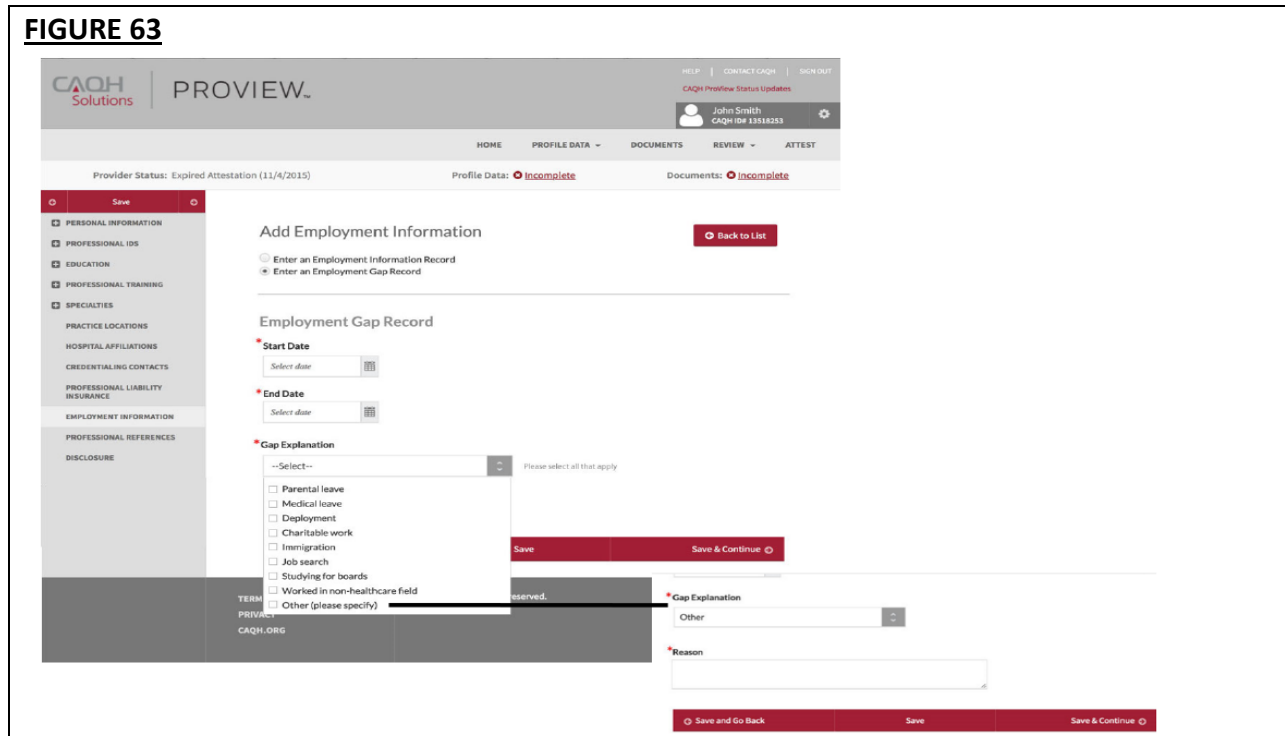 FIGURE 63
CAQH
Solutions
PROVIEW™
HELP | CONTACT CAQH | SIGN OUT
CAQH ProView Status Updates
John Smith
CAQH ID# 13518253
HOME PROFILE DATA DOCUMENTS REVIEW ATTEST
Provider Status: Expired Attestation (11/4/2015) Profile Data: Incomplete Documents: Incomplete
Save
PERSONAL INFORMATION
PROFESSIONAL IDS
EDUCATION
PROFESSIONAL TRAINING
SPECIALTIES
PRACTICE LOCATIONS
HOSPITAL AFFILIATIONS
CREDENTIALING CONTACTS
PROFESSIONAL LIABILITY
INSURANCE
EMPLOYMENT INFORMATION
PROFESSIONAL REFERENCES
DISCLOSURE
Add Employment Information
Back to List
Enter an Employment Information Record
Enter an Employment Gap Record
Employment Gap Record
*Start Date
Select date
*End Date
Select date
*Gap Explanation
--Select-- Please select all that apply
Parental leave
Medical leave
Deployment
Charitable work
Immigration
Job search
Studying for boards
Worked in non-healthcare field
Other (please specify)
Save Save & Continue
TERM
PRIVACY
CAQH.ORG
eserved.
*Gap Explanation
Other
*Reason
Save and Go Back Save Save & Continue